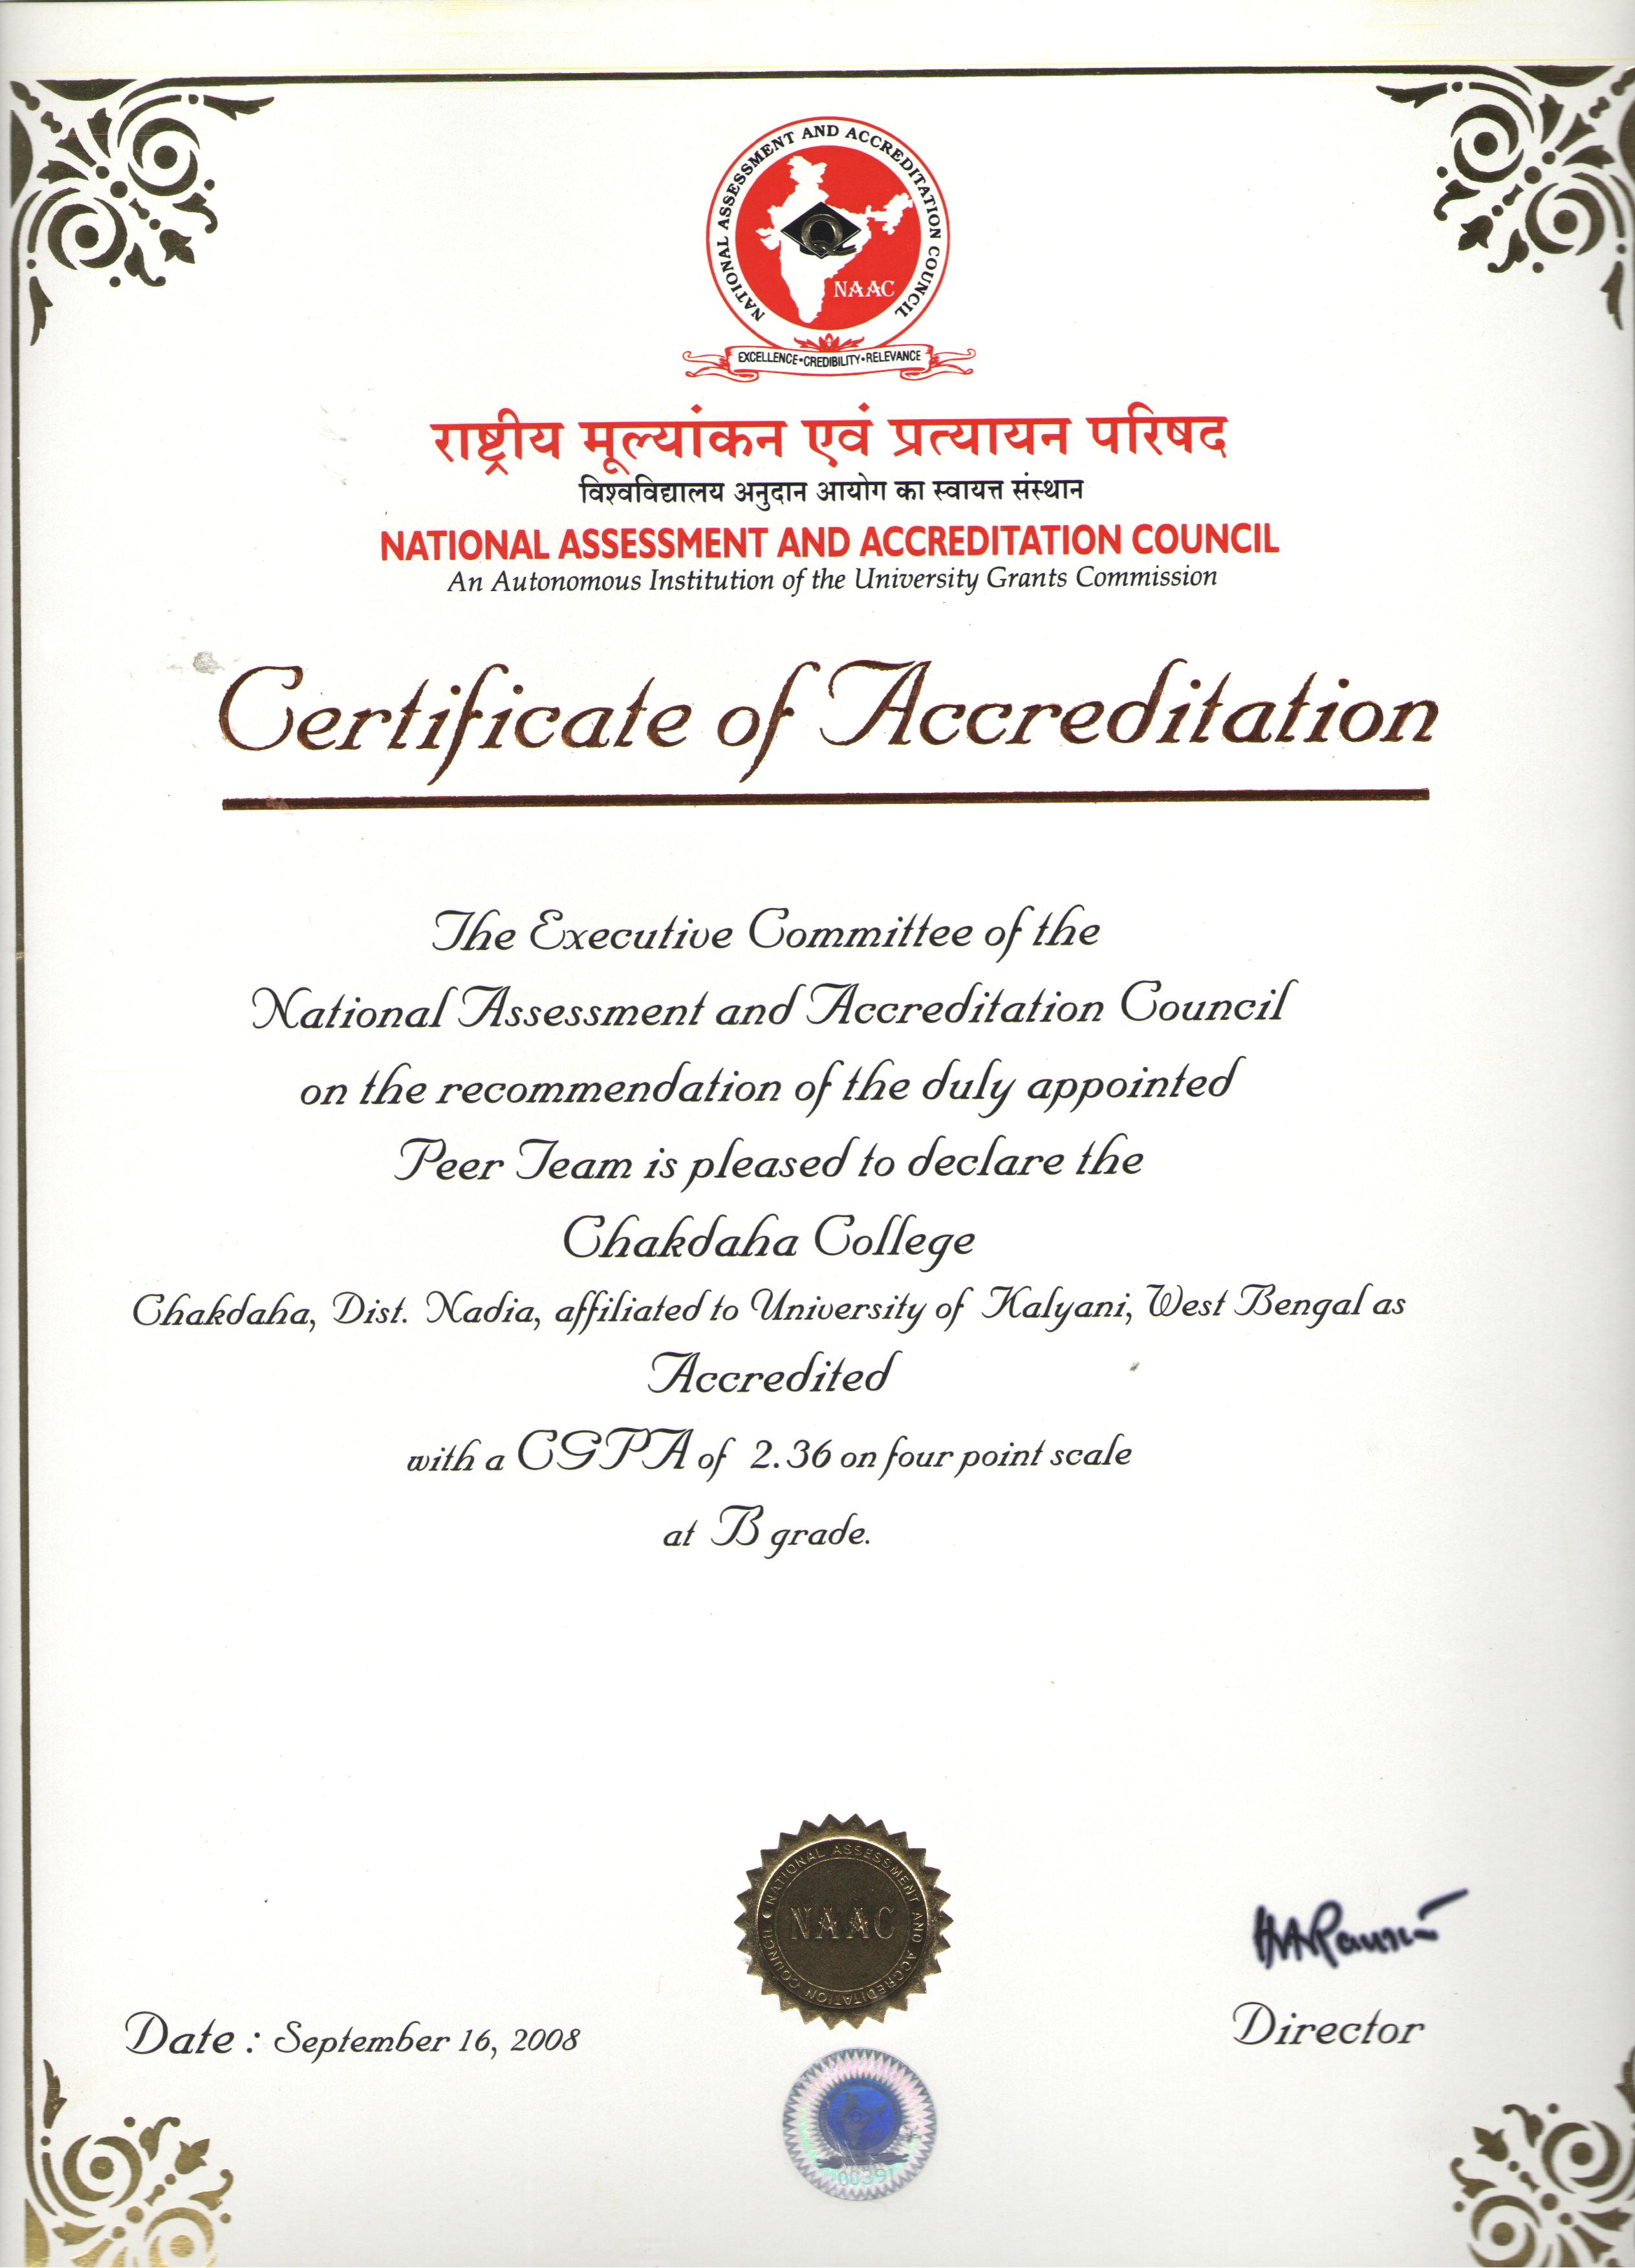 NATIONAL ASSESSMENT AND ACCREDITATION COUNCIL
NAAC
EXCELLENCE•CREDIBILITY•RELEVANCE
राष्ट्रीय मूल्यांकन एवं प्रत्यायन परिषद
विश्वविद्यालय अनुदान आयोग का स्वायत्त संस्थान
NATIONAL ASSESSMENT AND ACCREDITATION COUNCIL
An Autonomous Institution of the University Grants Commission
Certificate of Accreditation
The Executive Committee of the
National Assessment and Accreditation Council
on the recommendation of the duly appointed
Peer Team is pleased to declare the
Chakdaha College
Chakdaha, Dist. Nadia, affiliated to University of Kalyani, West Bengal as
Accredited
with a CGPA of 2.36 on four point scale
at B grade.
NATIONAL ASSESSMENT AND ACCREDITATION COUNCIL
NAAC
Date : September 16, 2008
Director